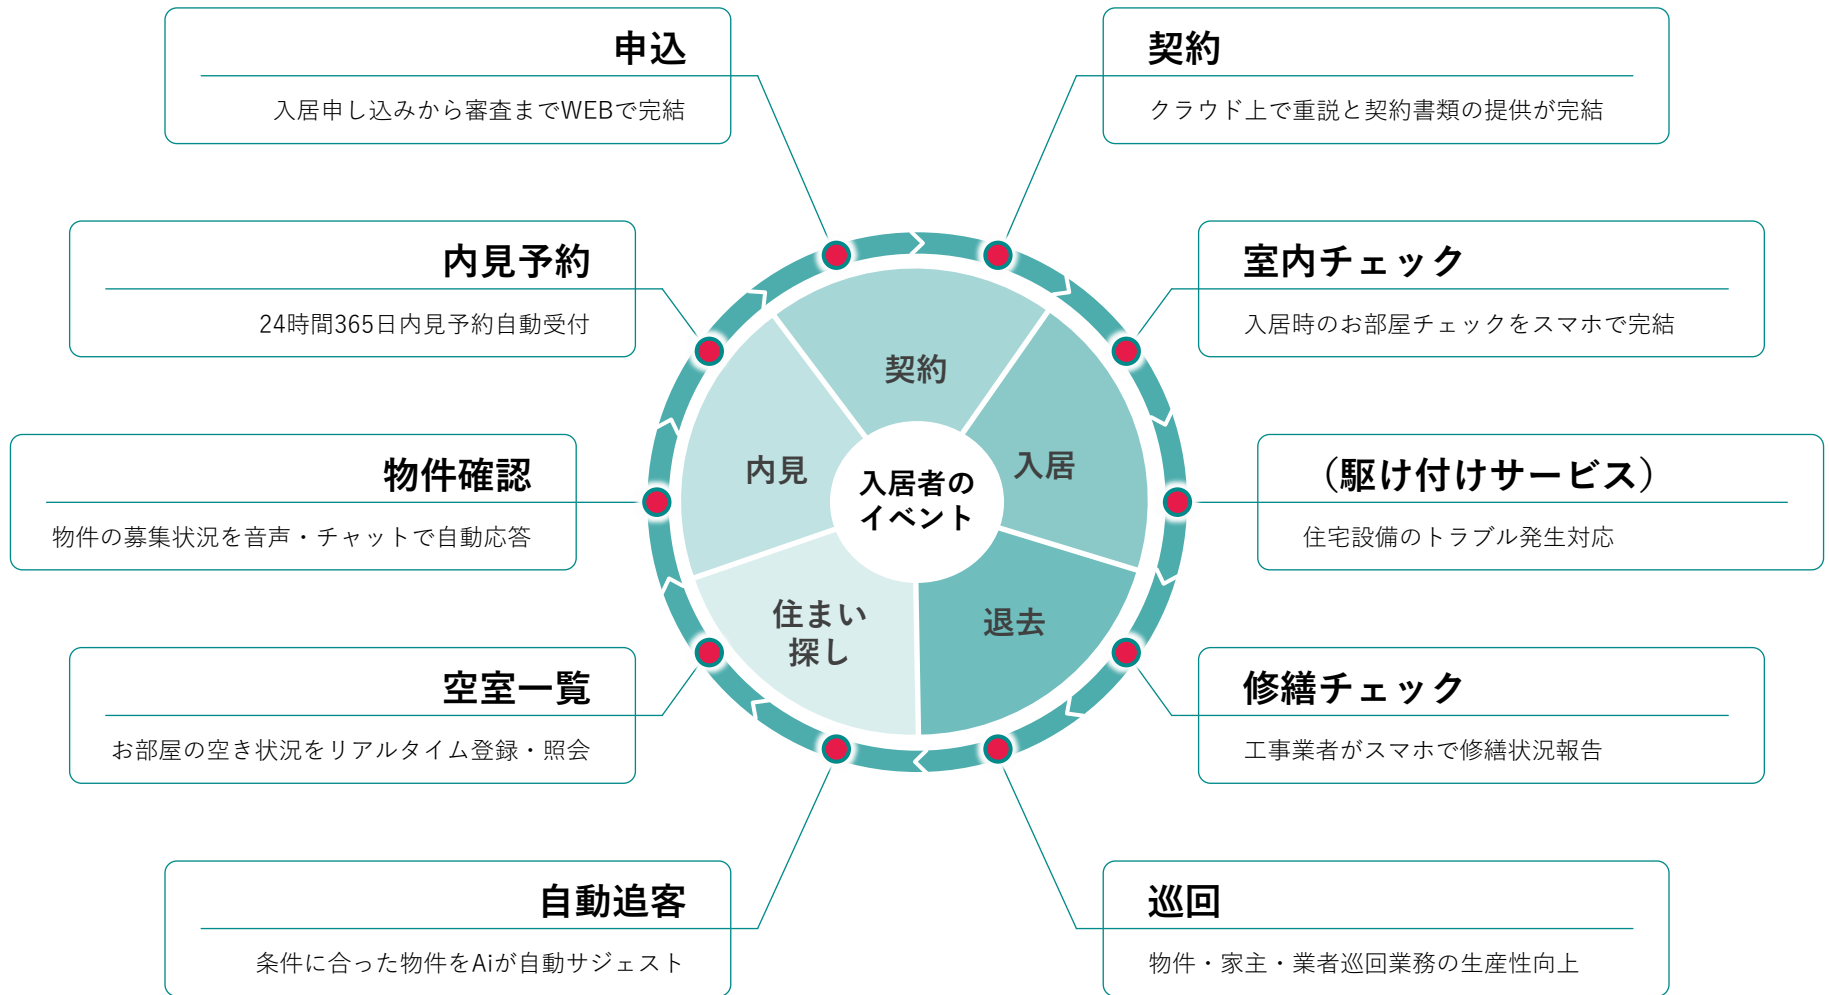 申込
入居申し込みから審査までWEBで完結
契約
クラウド上で重説と契約書類の提供が完結
内見予約
24時間365日内見予約自動受付
室内チェック
入居時のお部屋チェックをスマホで完結
物件確認
物件の募集状況を音声・チャットで自動応答
（駆け付けサービス）
住宅設備のトラブル発生対応
空室一覧
お部屋の空き状況をリアルタイム登録・照会
修繕チェック
工事業者がスマホで修繕状況報告
自動追客
条件に合った物件をAiが自動サジェスト
巡回
物件・家主・業者巡回業務の生産性向上
契約
内見
入居
入居者の
イベント
住まい
探し
退去